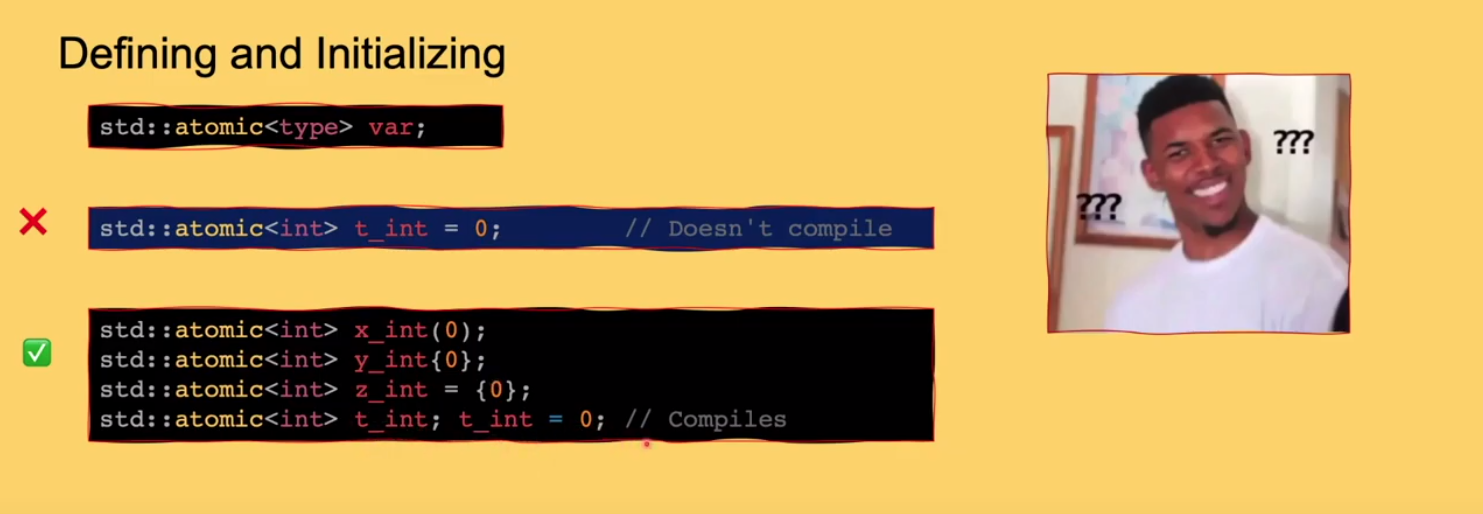 Defining and Initializing
std::atomic<type> var;
std::atomic<int> t_int = 0; // Doesn't compile
std::atomic<int> x_int(0);
std::atomic<int> y_int{0};
std::atomic<int> z_int = {0};
std::atomic<int> t_int; t_int = 0; // Compiles
???
???